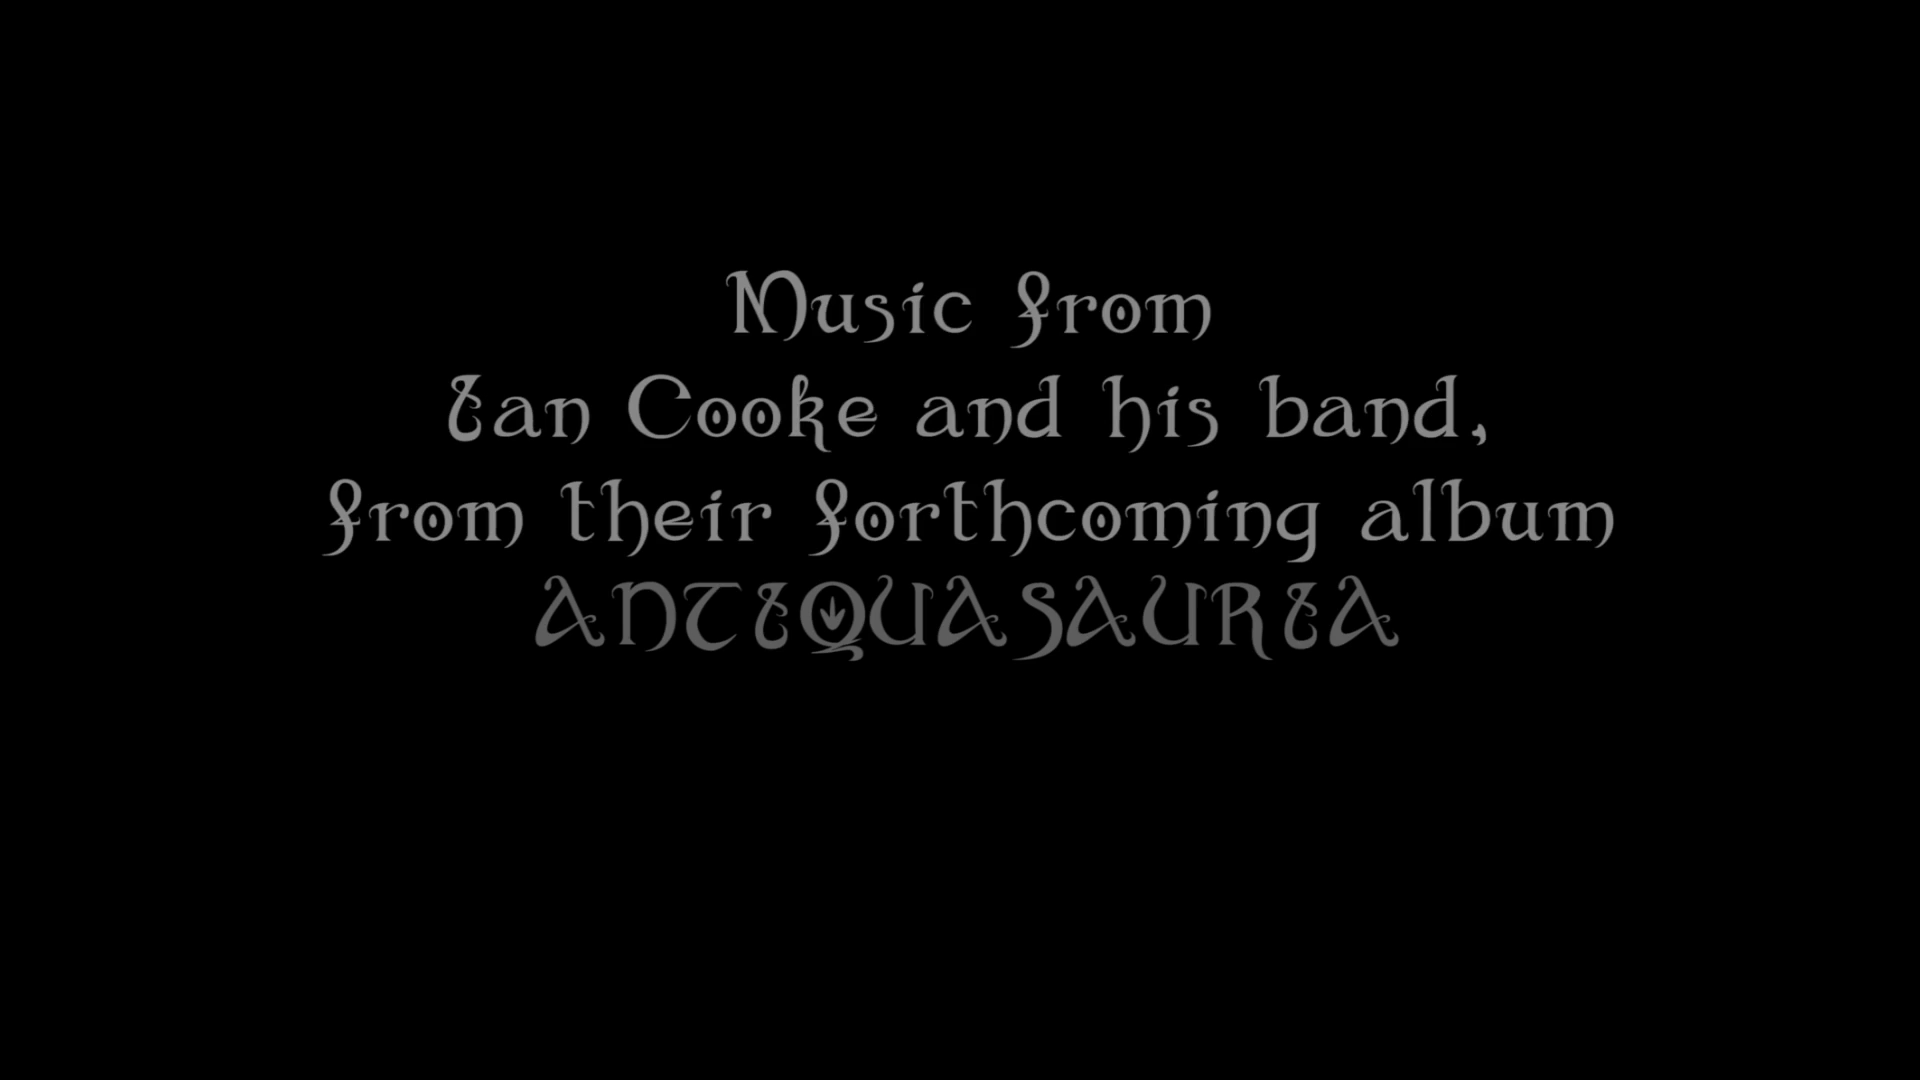 Music from
Ian Cooke and his band,
from their forthcoming album
ANTIQUASAURIA